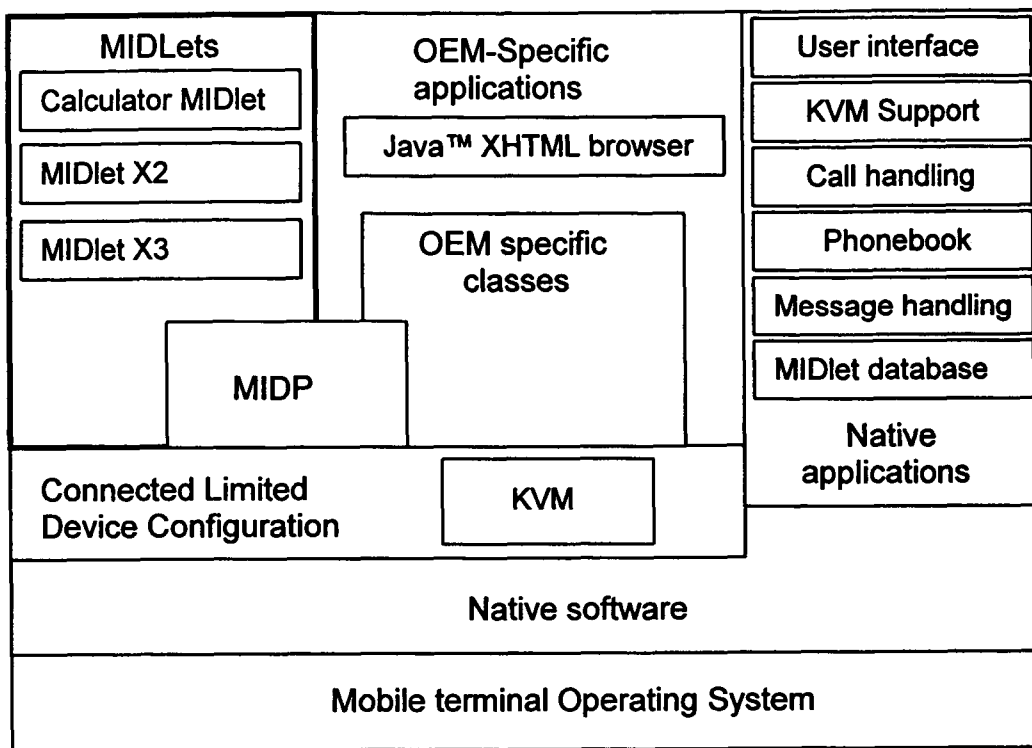 MIDLets
Calculator MIDlet
MIDlet X2
MIDlet X3
OEM-Specific
applications
Java™ XHTML browser
OEM specific
classes
MIDP
Connected Limited
Device Configuration
KVM
User interface
KVM Support
Call handling
Phonebook
Message handling
MIDlet database
Native
applications
Native software
Mobile terminal Operating System